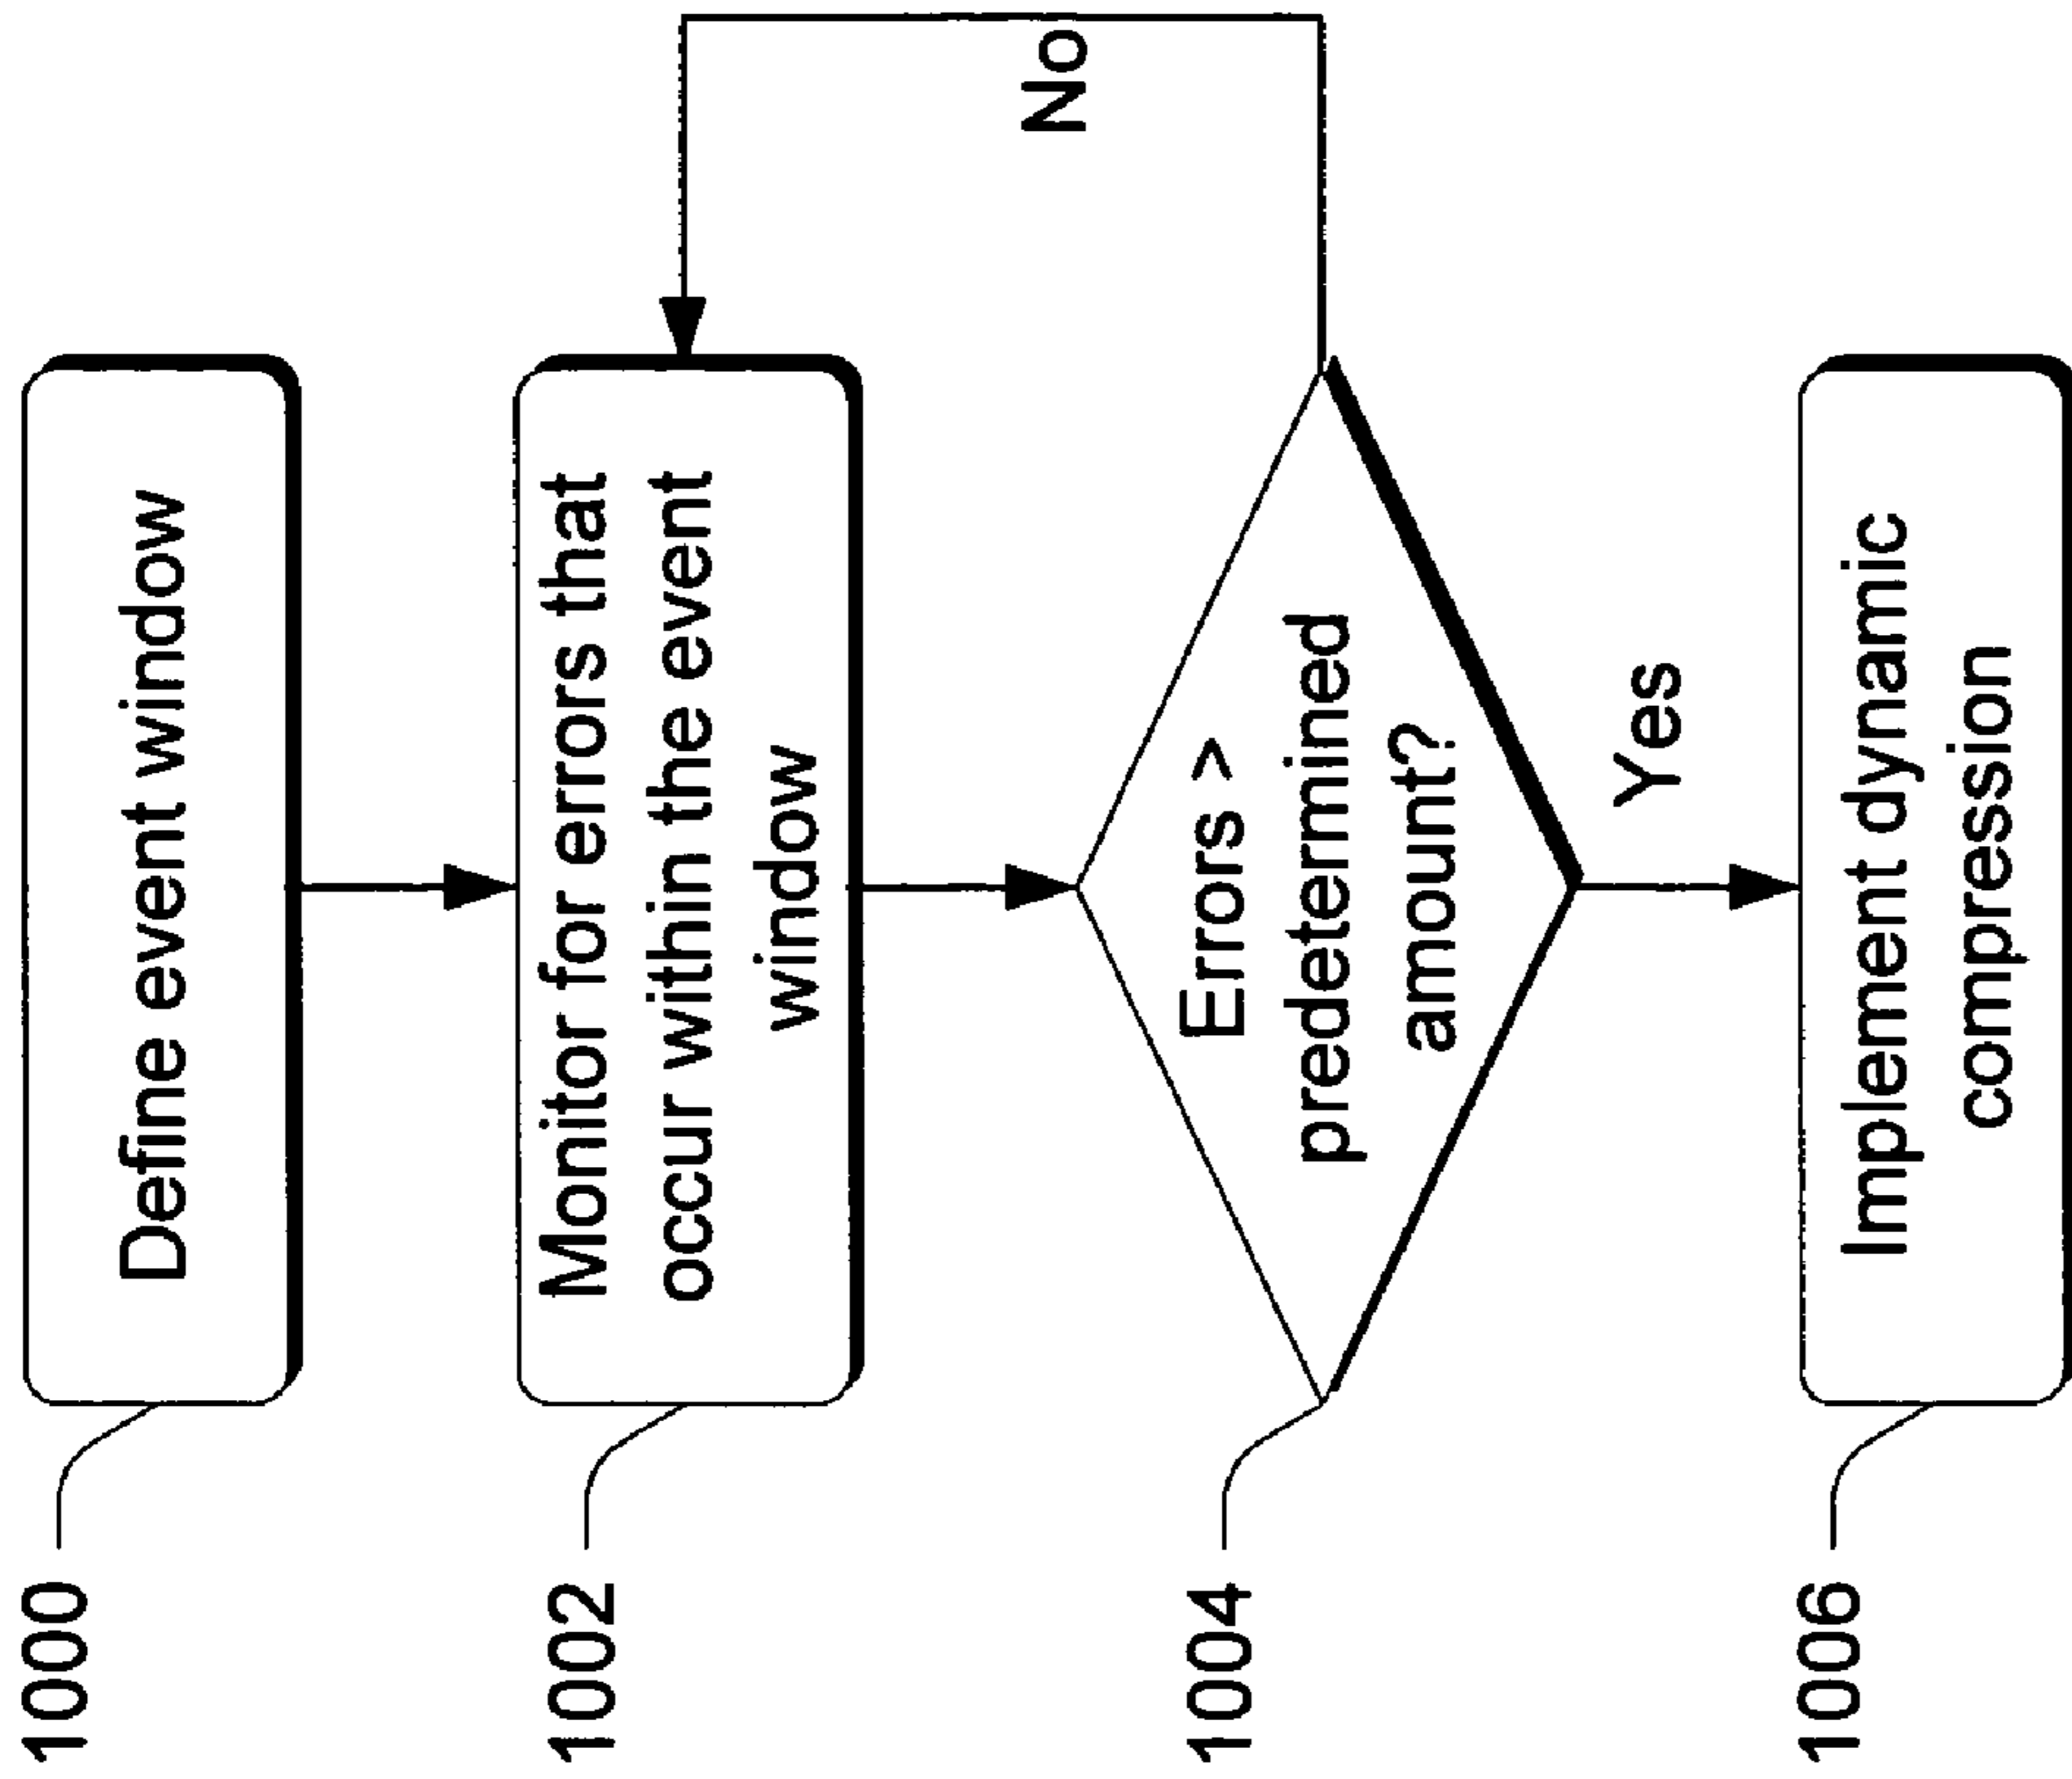 1000
Define event window
1002
Monitor for errors that
occur within the event
window
No
1004
Errors >
predetermined
amount?
Yes
1006
Implement dynamic
compression